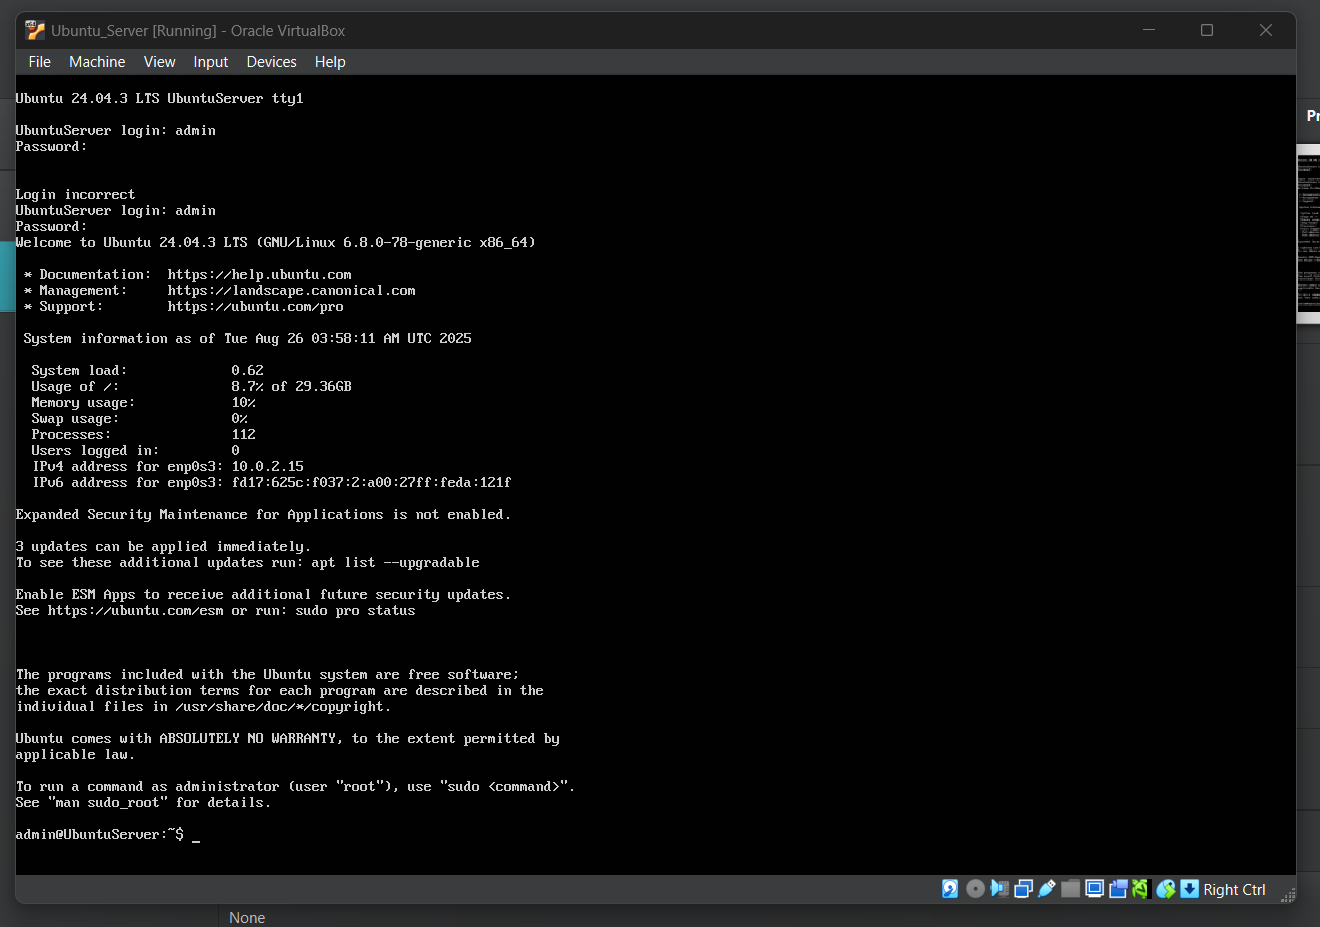 Ubuntu_Server [Running] - Oracle VirtualBox
File Machine View Input Devices Help
Ubuntu 24.04.3 LTS UbuntuServer tty1
UbuntuServer login: admin
Password:
Login incorrect
UbuntuServer login: admin
Password:
Welcome to Ubuntu 24.04.3 LTS (GNU/Linux 6.8.0-78-generic x86_64)
* Documentation: https://help.ubuntu.com
* Management: https://landscape.canonical.com
* Support: https://ubuntu.com/pro
System information as of Tue Aug 26 03:58:11 AM UTC 2025
System load: 0.62
Usage of /: 8.7% of 29.36GB
Memory usage: 10%
Swap usage: 0%
Processes: 112
Users logged in: 0
IPv4 address for enp0s3: 10.0.2.15
IPv6 address for enp0s3: fd17:625c:f037:2:a00:27ff:feda:121f
Expanded Security Maintenance for Applications is not enabled.
3 updates can be applied immediately.
To see these additional updates run: apt list --upgradable
Enable ESM Apps to receive additional future security updates.
See https://ubuntu.com/esm or run: sudo pro status
The programs included with the Ubuntu system are free software;
the exact distribution terms for each program are described in the
individual files in /usr/share/doc/*/copyright.
Ubuntu comes with ABSOLUTELY NO WARRANTY, to the extent permitted by
applicable law.
To run a command as administrator (user "root"), use "sudo <command>".
See "man sudo_root" for details.
admin@UbuntuServer:~$ _
Right Ctrl
None